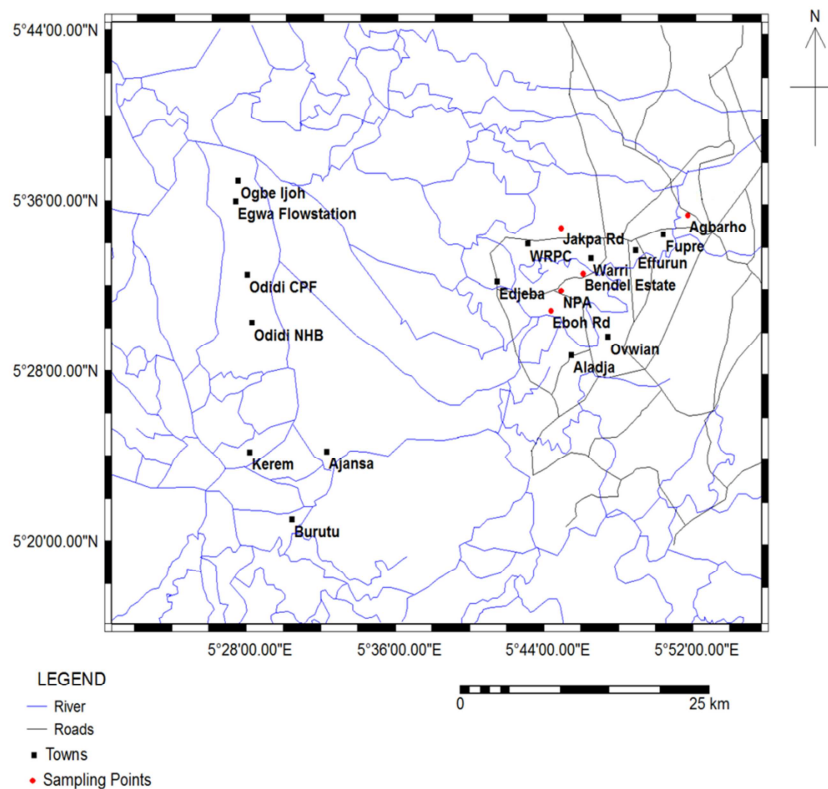 N
5°44'00.00"N
5°36'00.00"N
5°28'00.00"N
5°20'00.00"N
Ogbe Ijoh
Egwa Flowstation
Agbarho
Jakpa Rd
Fupre
WRPC
Effurun
Warri
Bendel Estate
Odidi CPF
Edjeba
NPA
Eboh Rd
Odidi NHB
Ovwian
Aladja
Kerem
Ajansa
Burutu
5°28'00.00"E
5°36'00.00"E
5°44'00.00"E
5°52'00.00"E
LEGEND
River
Roads
Towns
Sampling Points
0
25 km